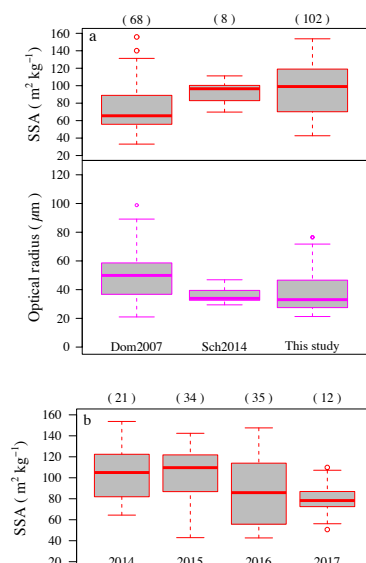 ( 68 ) ( 8 ) ( 102 )
a
160
140
120
100
80
60
40
20
SSA ( m² kg⁻¹)
120
100
80
60
40
20
0
Optical radius ( μm)
Dom2007 Sch2014 This study
( 21 ) ( 34 ) ( 35 ) ( 12 )
b
160
140
120
100
80
60
40
20
SSA ( m² kg⁻¹)
2014 2015 2016 2017